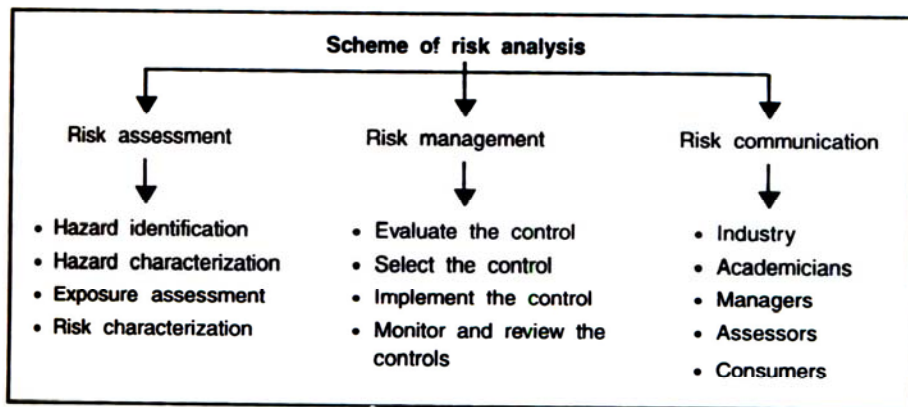 Scheme of risk analysis
Risk assessment
• Hazard identification
• Hazard characterization
• Exposure assessment
• Risk characterization
Risk management
• Evaluate the control
• Select the control
• Implement the control
• Monitor and review the
controls
Risk communication
• Industry
• Academicians
• Managers
• Assessors
• Consumers